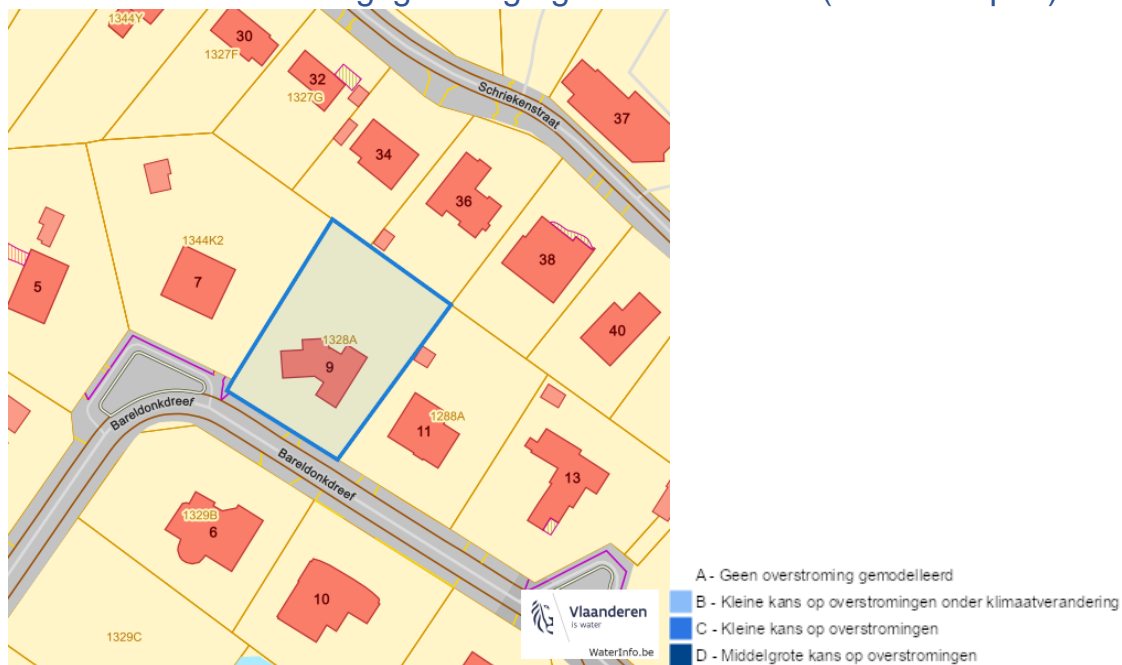 1344Y
30
1327F
32
1327G
Schriekenstraat
37
34
36
1344K2
38
5
7
40
1328A
9
Bareldonkdreef
1288A
11
Bareldonkdreef
13
1329B
6
10
1329C
Vlaanderen
is water
WaterInfo.be
A - Geen overstroming gemodelleerd
B - Kleine kans op overstromingen onder klimaatverandering
C - Kleine kans op overstromingen
D - Middelgrote kans op overstromingen